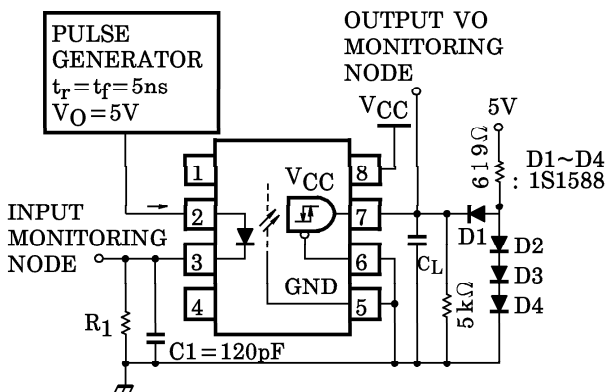 PULSE
GENERATOR
tr=tf=5ns
VO=5V
OUTPUT VO
MONITORING
NODE
VCC
5V
619Ω
D1~D4
: 1S1588
1
2
3
4
8
7
6
5
VCC
GND
INPUT
MONITORING
NODE
D1
D2
D3
D4
CL
5kΩ
R1
C1=120pF